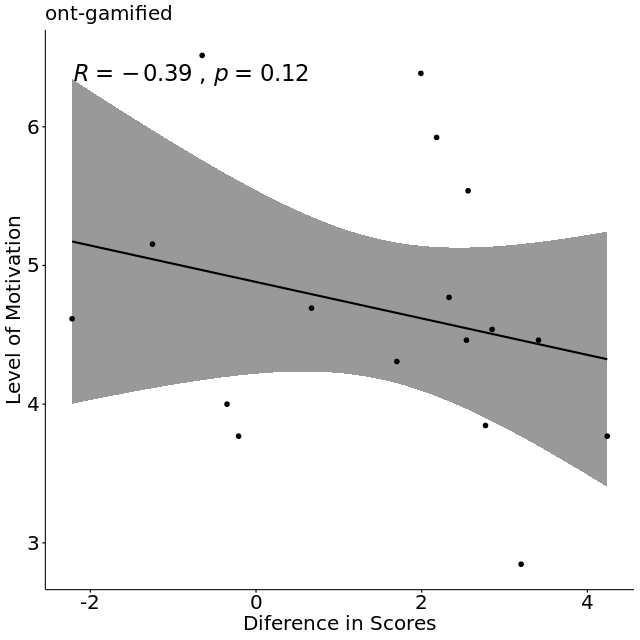 ont-gamified
R = −0.39 , p = 0.12
Level of Motivation
6
5
4
3
-2 0 2 4
Diference in Scores